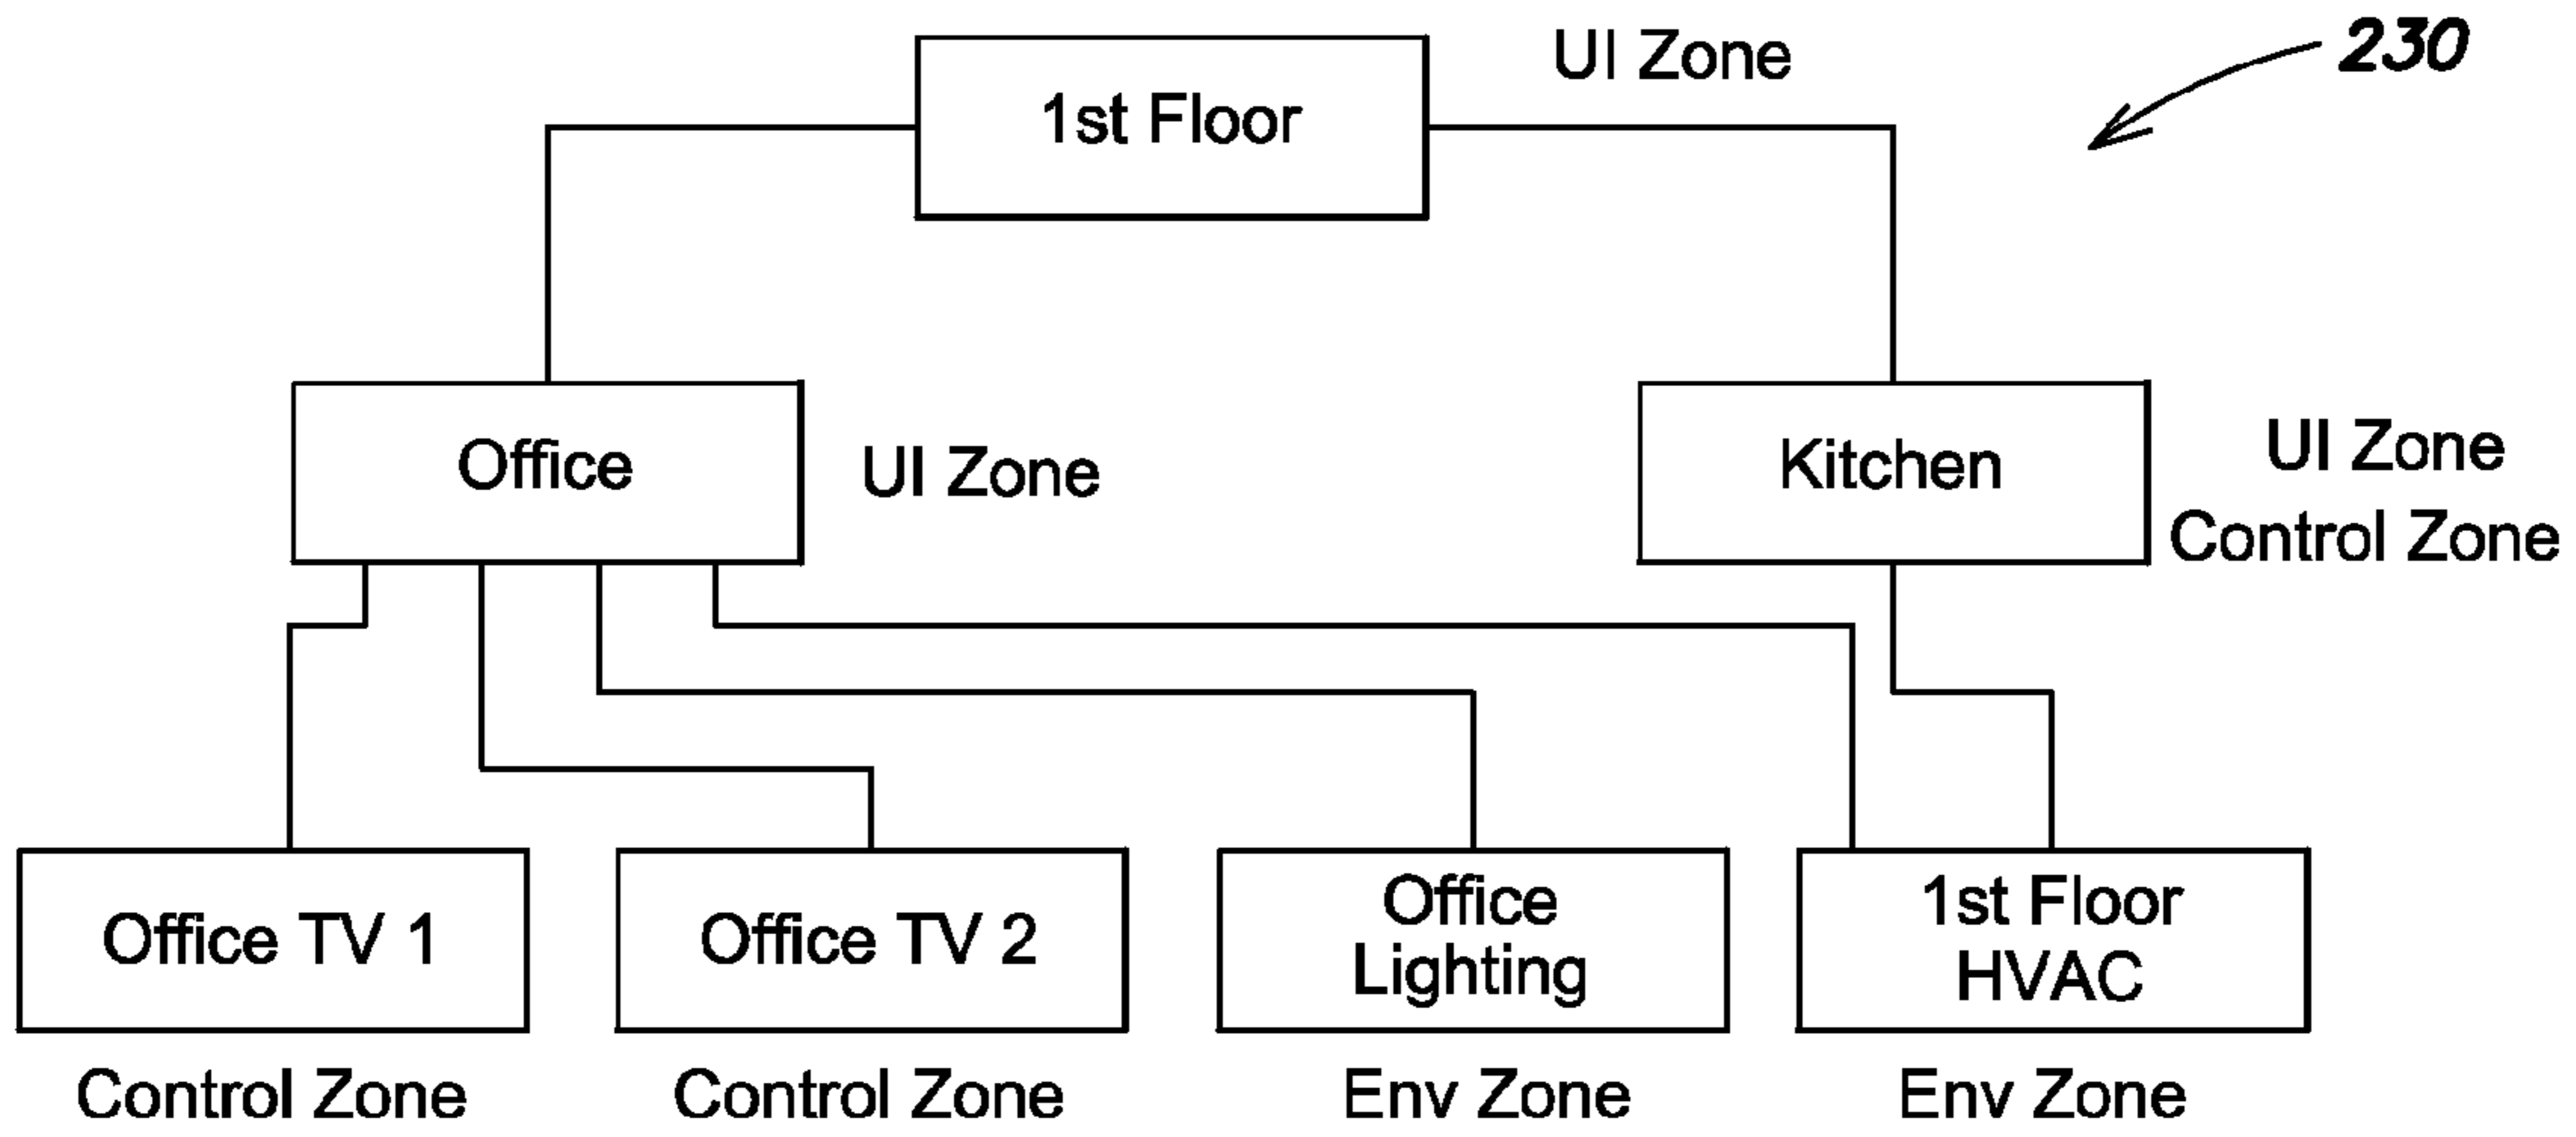 UI Zone
230
1st Floor
Office
UI Zone
Kitchen
UI Zone
Control Zone
Office TV 1
Office TV 2
Office
Lighting
1st Floor
HVAC
Control Zone
Control Zone
Env Zone
Env Zone